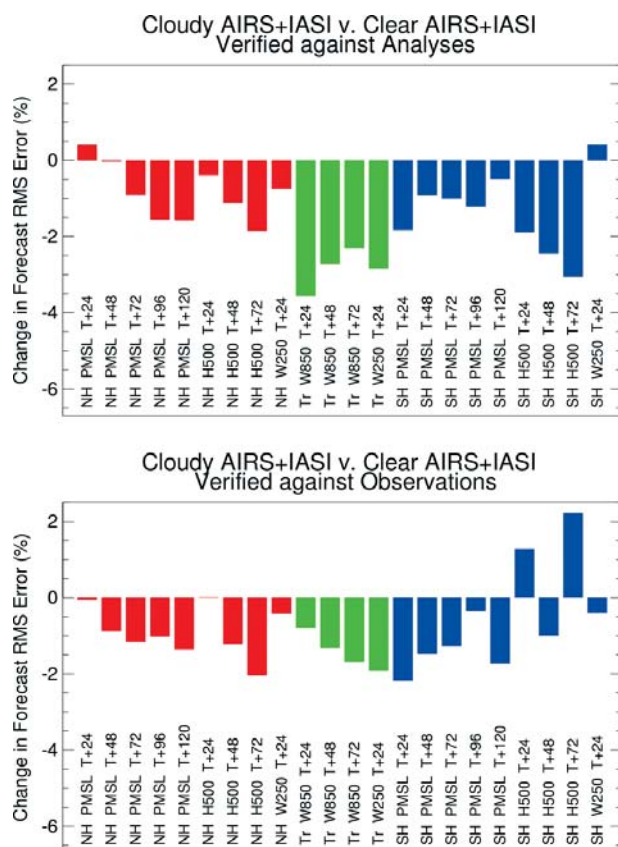 Cloudy AIRS+IASI v. Clear AIRS+IASI
Verified against Analyses
Change in Forecast RMS Error (%)
2
0
-2
-4
-6
NH PMSL T+24
NH PMSL T+48
NH PMSL T+72
NH PMSL T+96
NH PMSL T+120
NH H500 T+24
NH H500 T+48
NH H500 T+72
NH W250 T+24
Tr W850 T+24
Tr W850 T+48
Tr W850 T+72
Tr W250 T+24
SH PMSL T+24
SH PMSL T+48
SH PMSL T+72
SH PMSL T+96
SH PMSL T+120
SH H500 T+24
SH H500 T+48
SH H500 T+72
SH W250 T+24
Cloudy AIRS+IASI v. Clear AIRS+IASI
Verified against Observations
Change in Forecast RMS Error (%)
2
0
-2
-4
-6
NH PMSL T+24
NH PMSL T+48
NH PMSL T+72
NH PMSL T+96
NH PMSL T+120
NH H500 T+24
NH H500 T+48
NH H500 T+72
NH W250 T+24
Tr W850 T+24
Tr W850 T+48
Tr W850 T+72
Tr W250 T+24
SH PMSL T+24
SH PMSL T+48
SH PMSL T+72
SH PMSL T+96
SH PMSL T+120
SH H500 T+24
SH H500 T+48
SH H500 T+72
SH W250 T+24